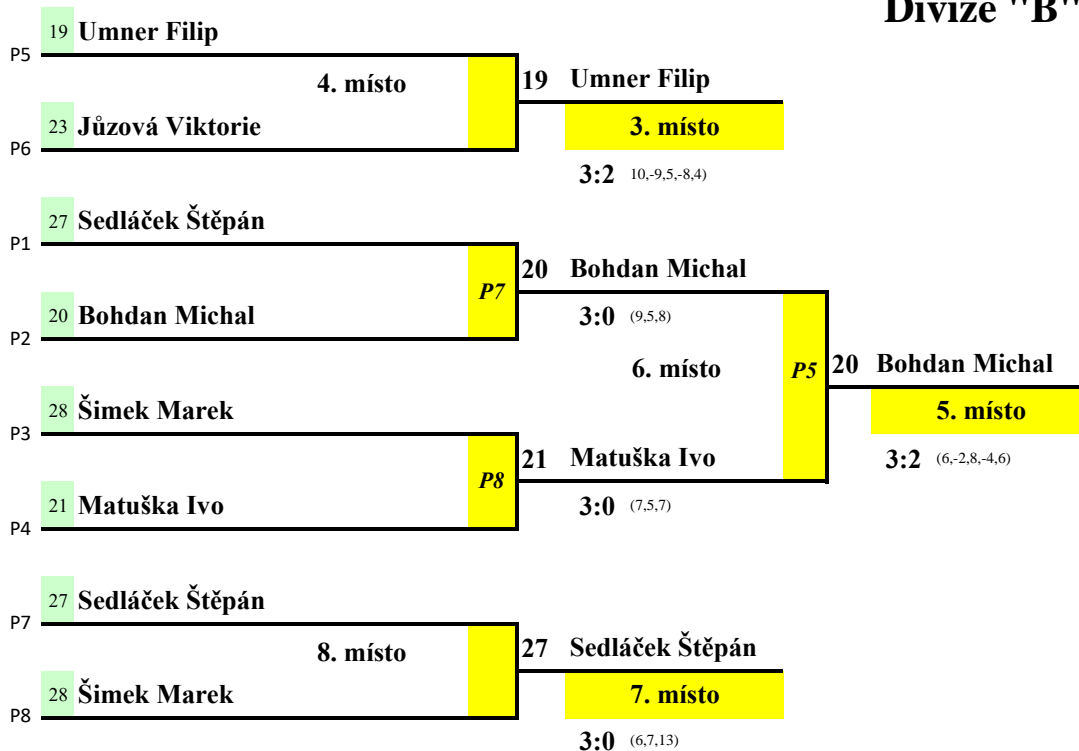 Divize "B"
19 Umner Filip
P5
4. místo
19 Umner Filip
23 Jůzová Viktorie
3. místo
P6
3:2 10,-9,5,-8,4)
27 Sedláček Štěpán
P1
20 Bohdan Michal
P7
20 Bohdan Michal
3:0 (9,5,8)
P2
6. místo
P5
20 Bohdan Michal
28 Šimek Marek
5. místo
P3
21 Matuška Ivo
3:2 (6,-2,8,-4,6)
P8
21 Matuška Ivo
3:0 (7,5,7)
P4
27 Sedláček Štěpán
P7
8. místo
27 Sedláček Štěpán
28 Šimek Marek
7. místo
P8
3:0 (6,7,13)